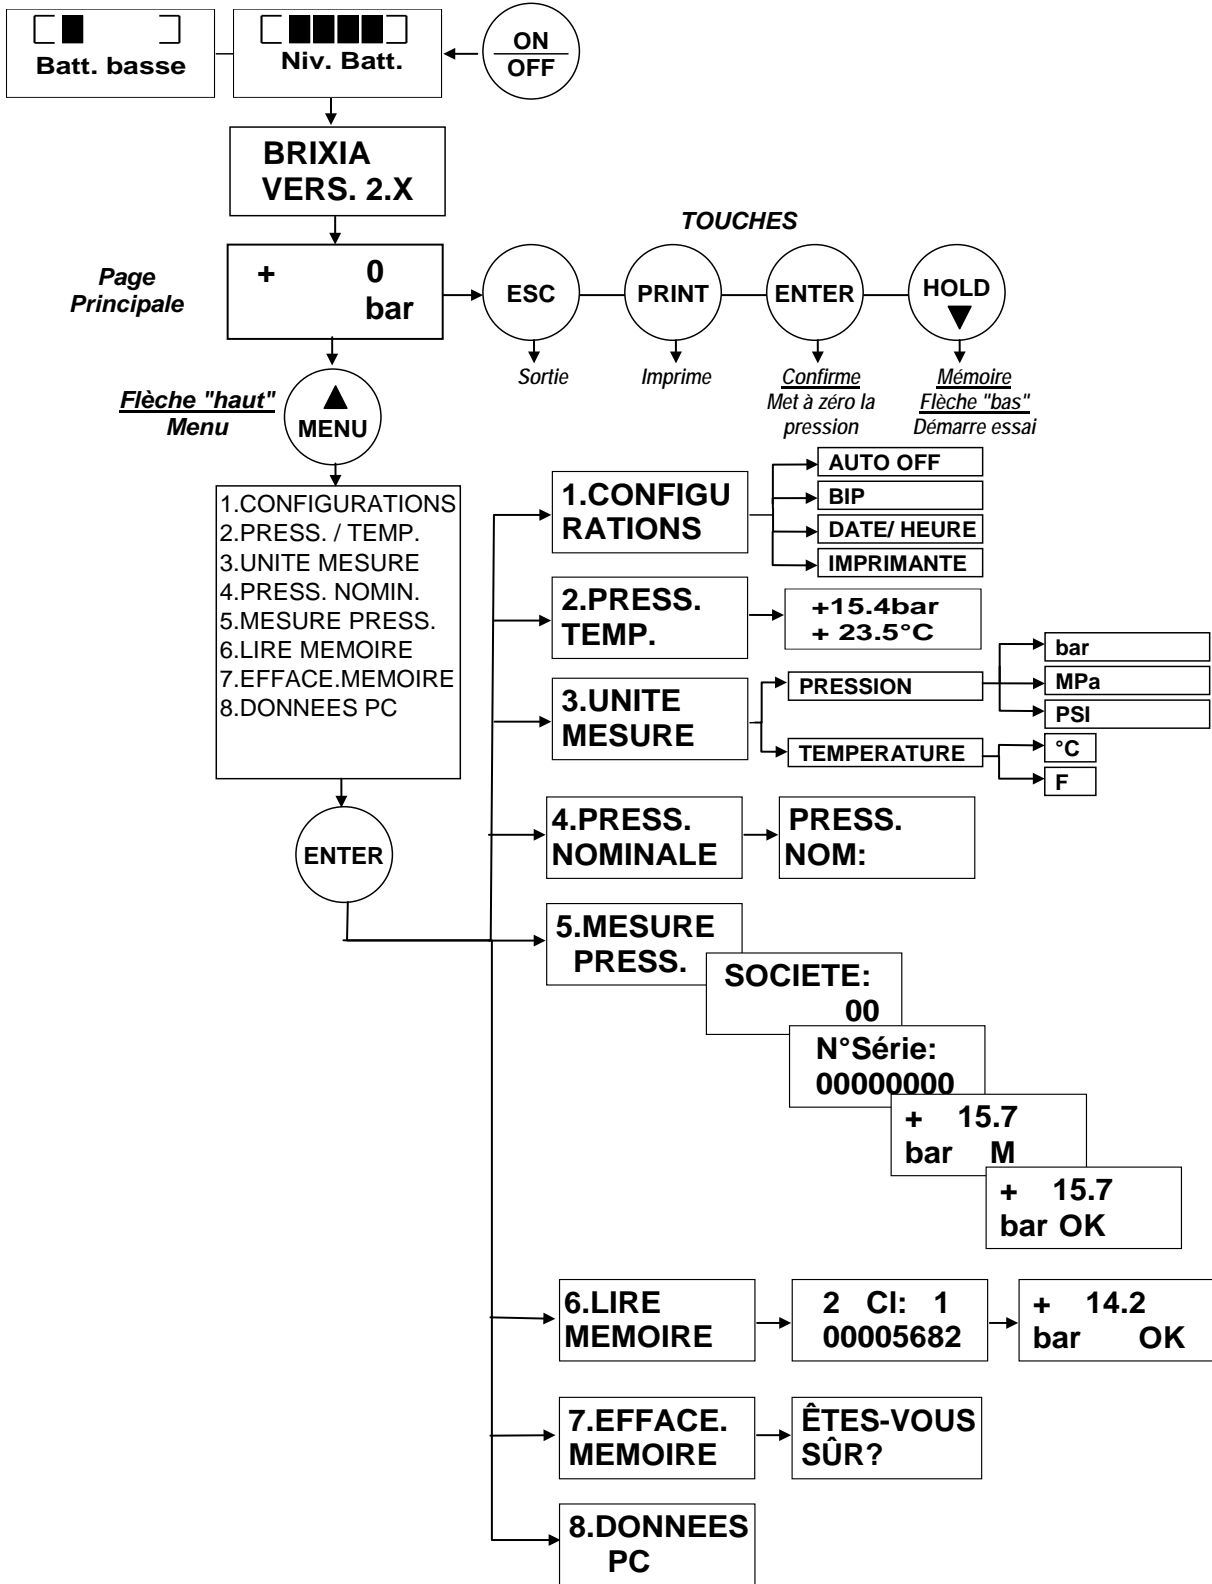 Batt. basse
Niv. Batt.
ON
OFF
BRIXIA
VERS. 2.X
TOUCHES
Page
Principale
+ 0
bar
ESC
PRINT
ENTER
HOLD
Sortie
Imprime
Confirme
Met à zéro la
pression
Mémoire
Flèche "bas"
Démarre essai
Flèche "haut"
Menu
MENU
1.CONFIGURATIONS
2.PRESS. / TEMP.
3.UNITE MESURE
4.PRESS. NOMIN.
5.MESURE PRESS.
6.LIRE MEMOIRE
7.EFFACE.MEMOIRE
8.DONNEES PC
ENTER
1.CONFIGU
RATIONS
AUTO OFF
BIP
DATE/ HEURE
IMPRIMANTE
2.PRESS.
TEMP.
+15.4bar
+ 23.5°C
3.UNITE
MESURE
PRESSION
bar
MPa
PSI
TEMPERATURE
°C
F
4.PRESS.
NOMINALE
PRESS.
NOM:
5.MESURE
PRESS.
SOCIETE:
00
N°Série:
00000000
+ 15.7
bar M
+ 15.7
bar OK
6.LIRE
MEMOIRE
2 Cl: 1
00005682
+ 14.2
bar OK
7.EFFACE.
MEMOIRE
ÊTES-VOUS
SÛR?
8.DONNEES
PC